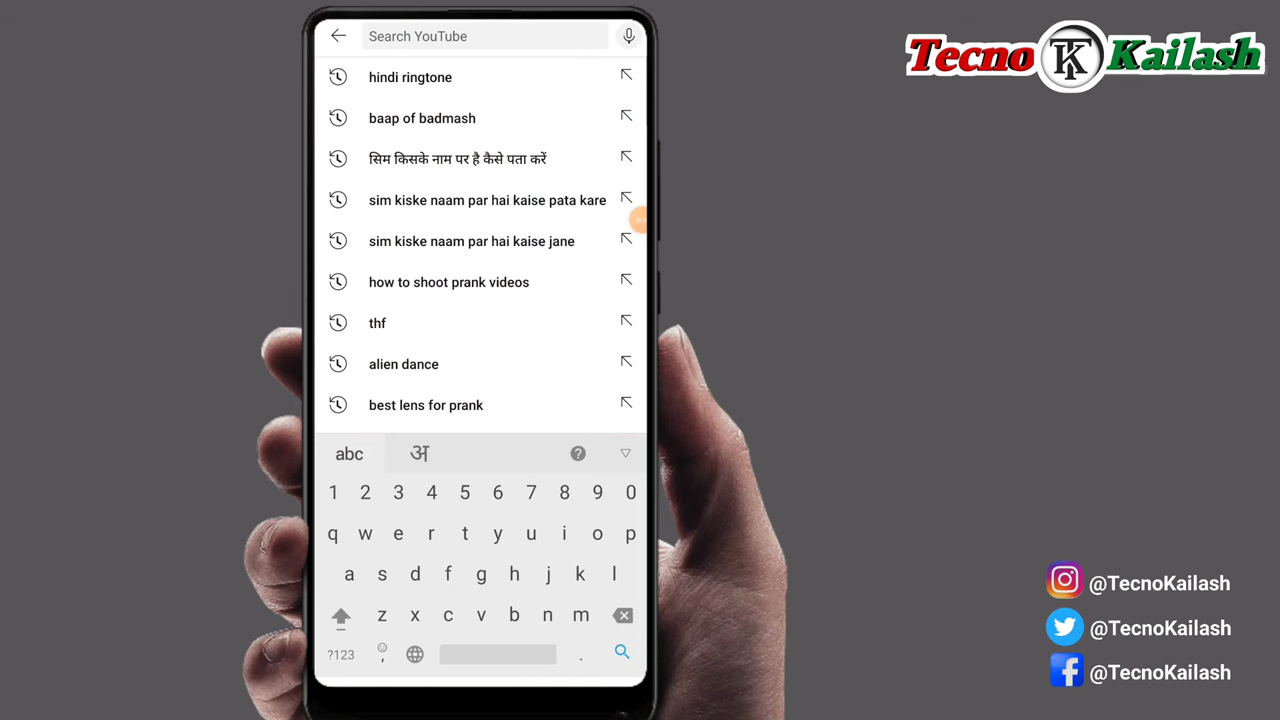 Search YouTube
hindi ringtone
baap of badmash
सिम किसके नाम पर है कैसे पता करें
sim kiske naam par hai kaise pata kare
sim kiske naam par hai kaise jane
how to shoot prank videos
thf
alien dance
best lens for prank
abc अ ?
1 2 3 4 5 6 7 8 9 0
q w e r t y u i o p
a s d f g h j k l
z x c v b n m
?123 , .
Tecno TK Kailash
@TecnoKailash
@TecnoKailash
@TecnoKailash